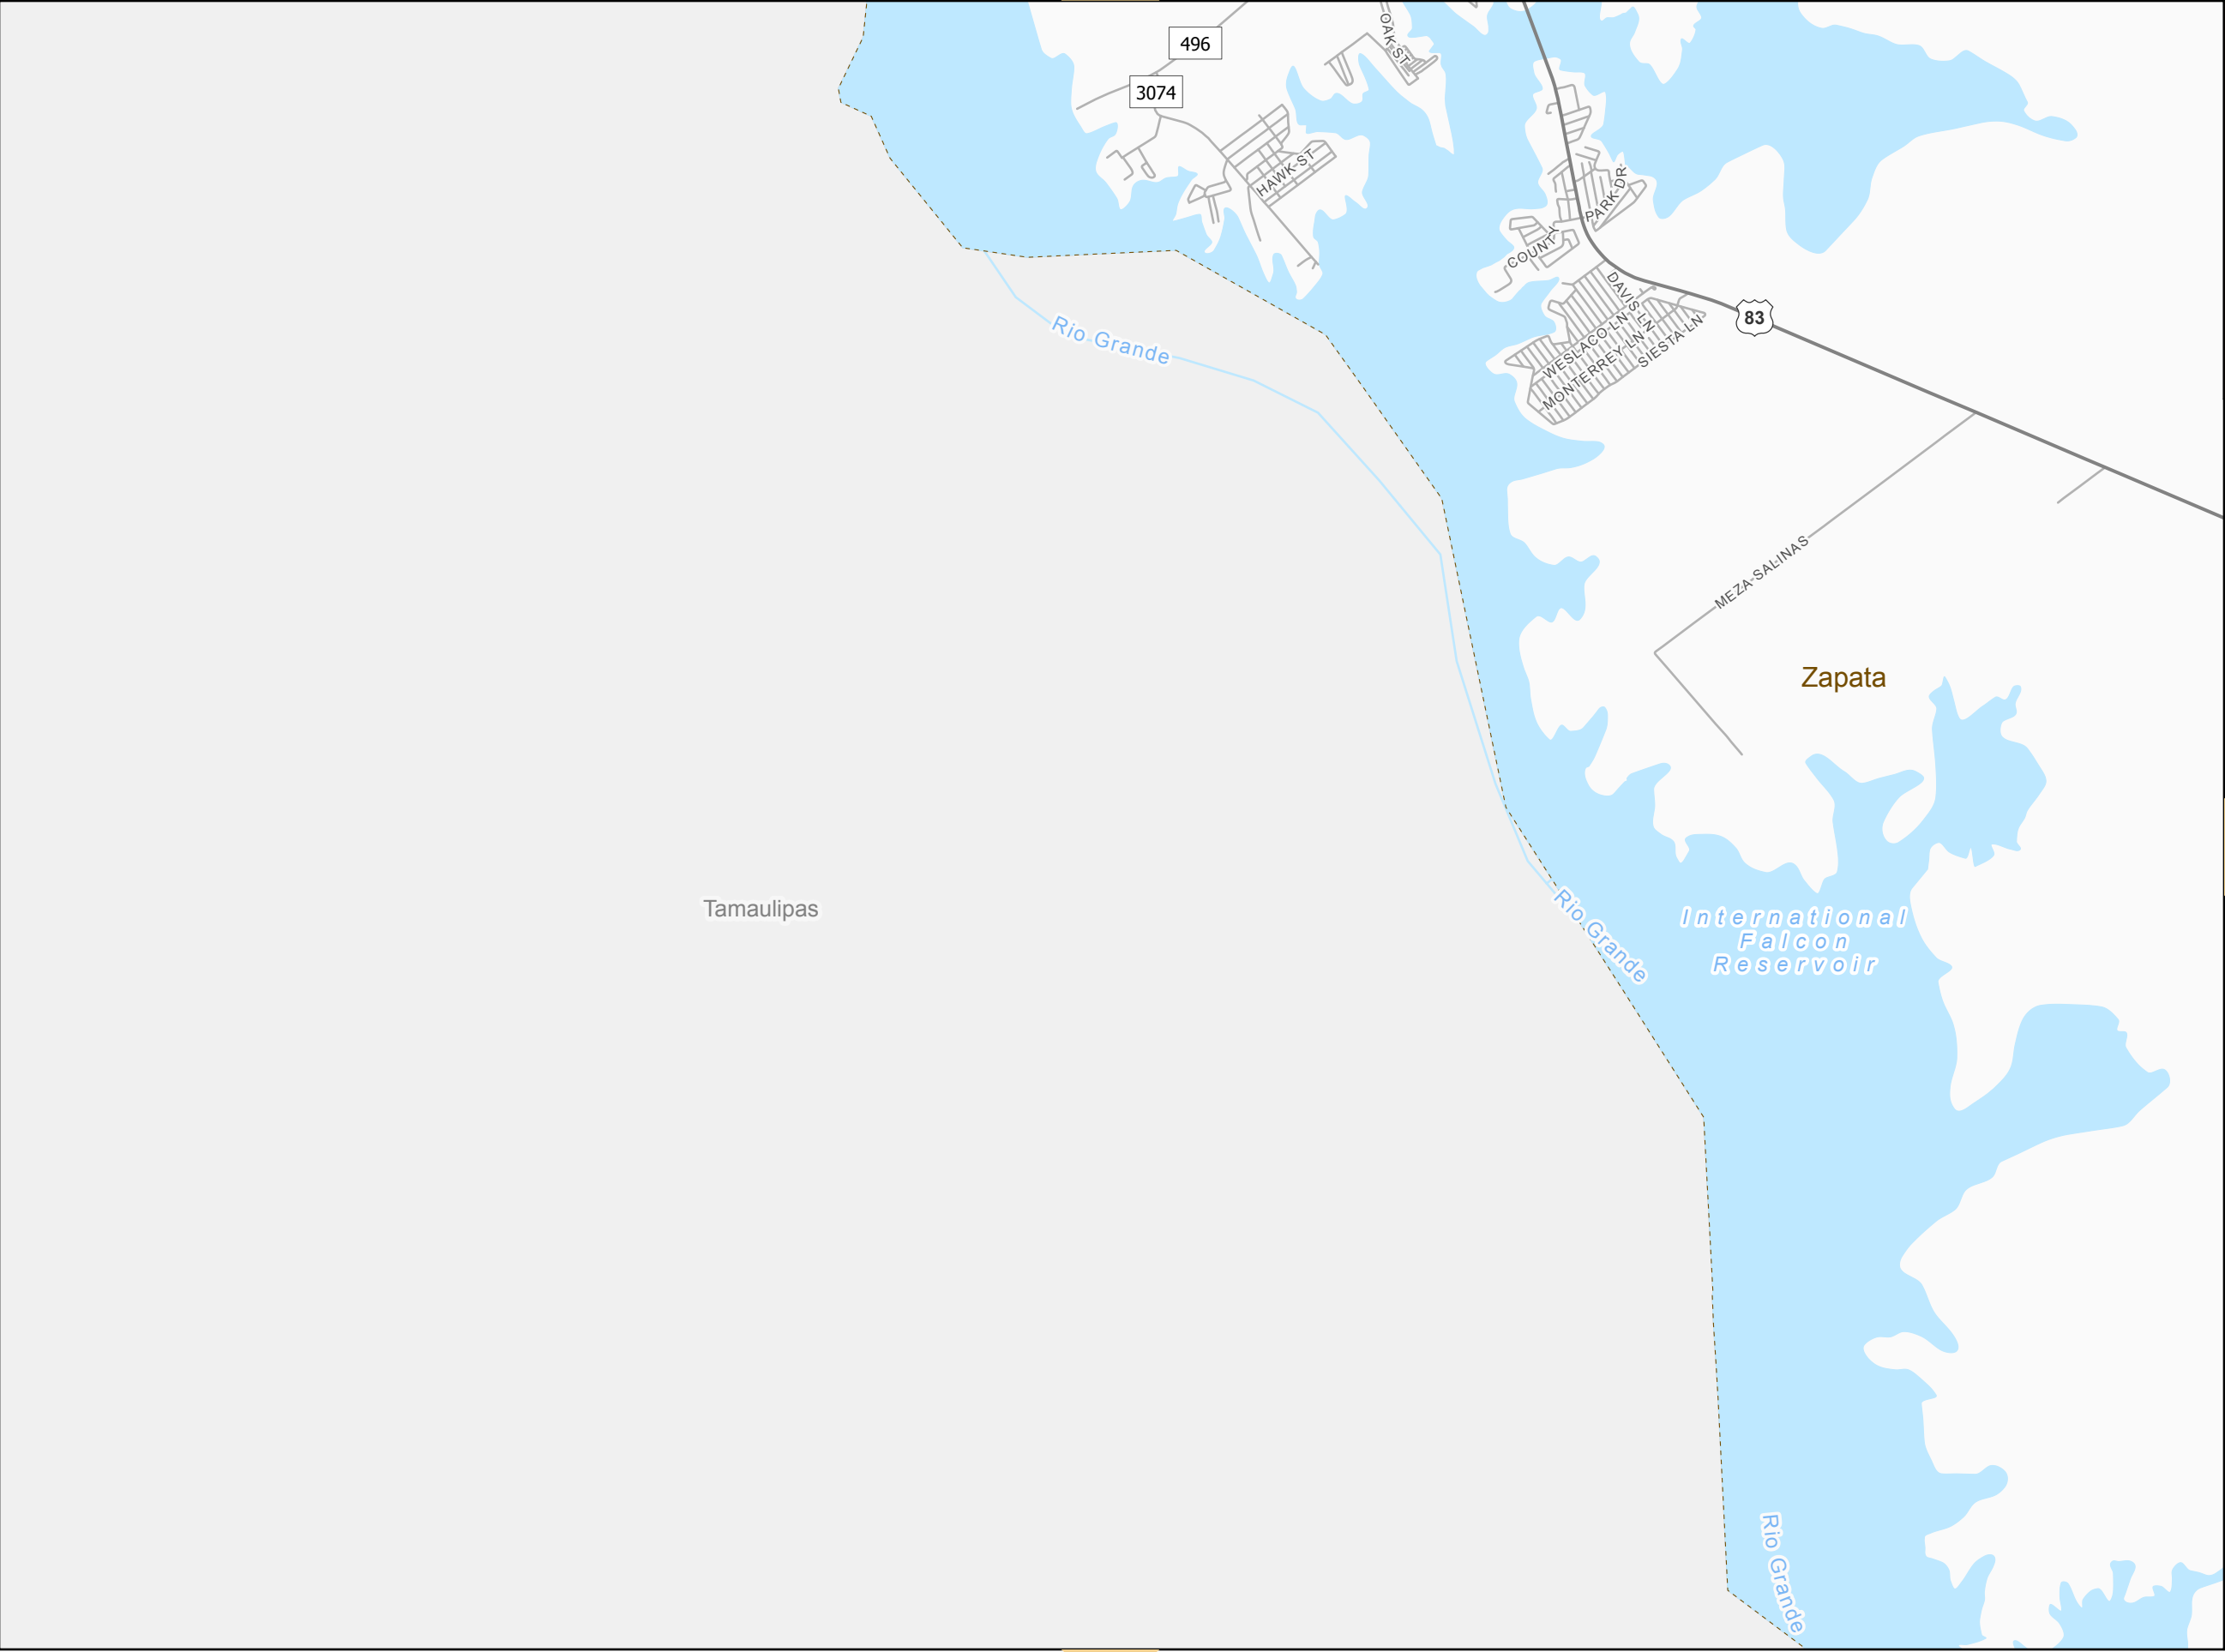 OAK ST
496
3074
HAWK ST
PARK DR
COUNTY
DAVIS LN
WESLACO LN
MONTERREY LN
SIESTA LN
83
Rio Grande
MEZA-SALINAS
Zapata
Tamaulipas
Rio Grande
International
Falcon
Reservoir
Rio Grande